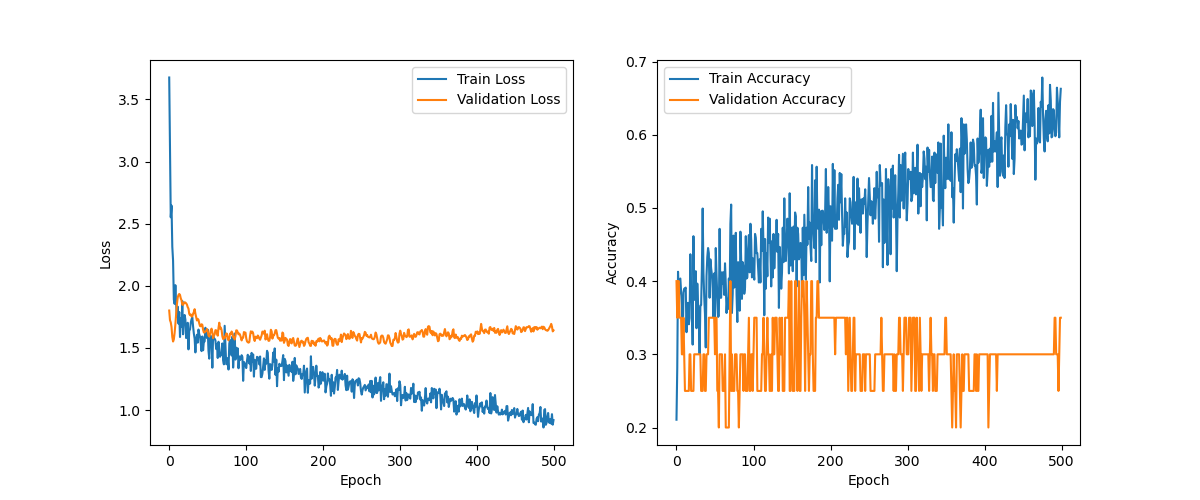 Train Loss
Validation Loss
3.5
3.0
2.5
2.0
1.5
1.0
Loss
0 100 200 300 400 500
Epoch
Train Accuracy
Validation Accuracy
0.7
0.6
0.5
0.4
0.3
0.2
Accuracy
0 100 200 300 400 500
Epoch